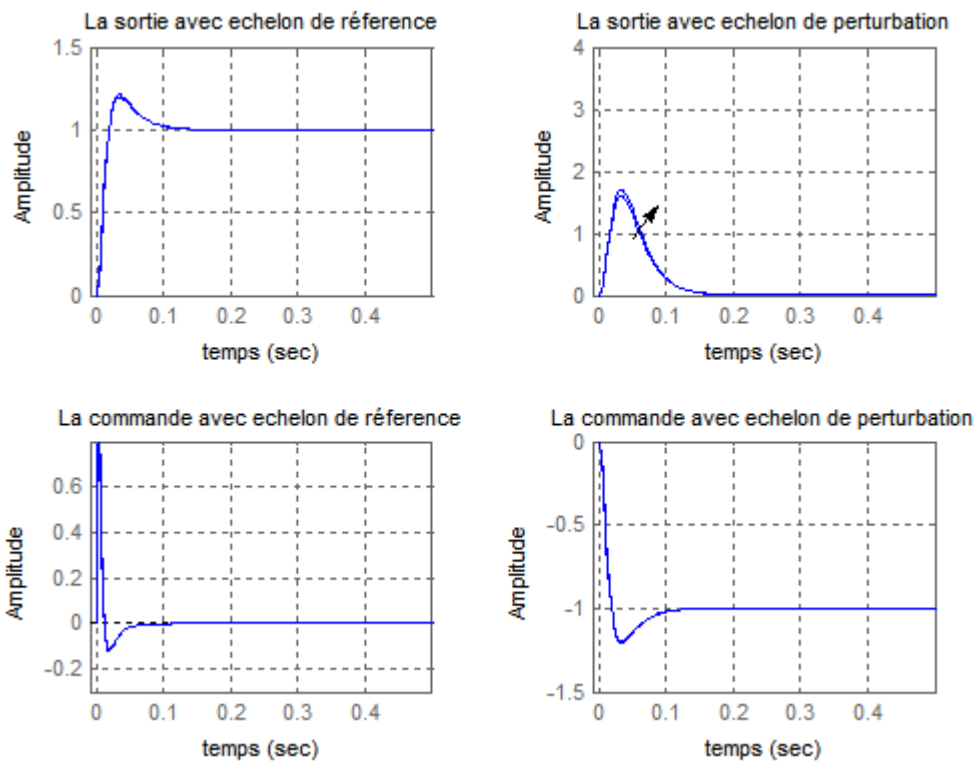 La sortie avec echelon de réference
1.5
1
0.5
0
Amplitude
0 0.1 0.2 0.3 0.4
temps (sec)
La sortie avec echelon de perturbation
4
3
2
1
0
Amplitude
0 0.1 0.2 0.3 0.4
temps (sec)
La commande avec echelon de réference
0.6
0.4
0.2
0
-0.2
Amplitude
0 0.1 0.2 0.3 0.4
temps (sec)
La commande avec echelon de perturbation
0
-0.5
-1
-1.5
Amplitude
0 0.1 0.2 0.3 0.4
temps (sec)